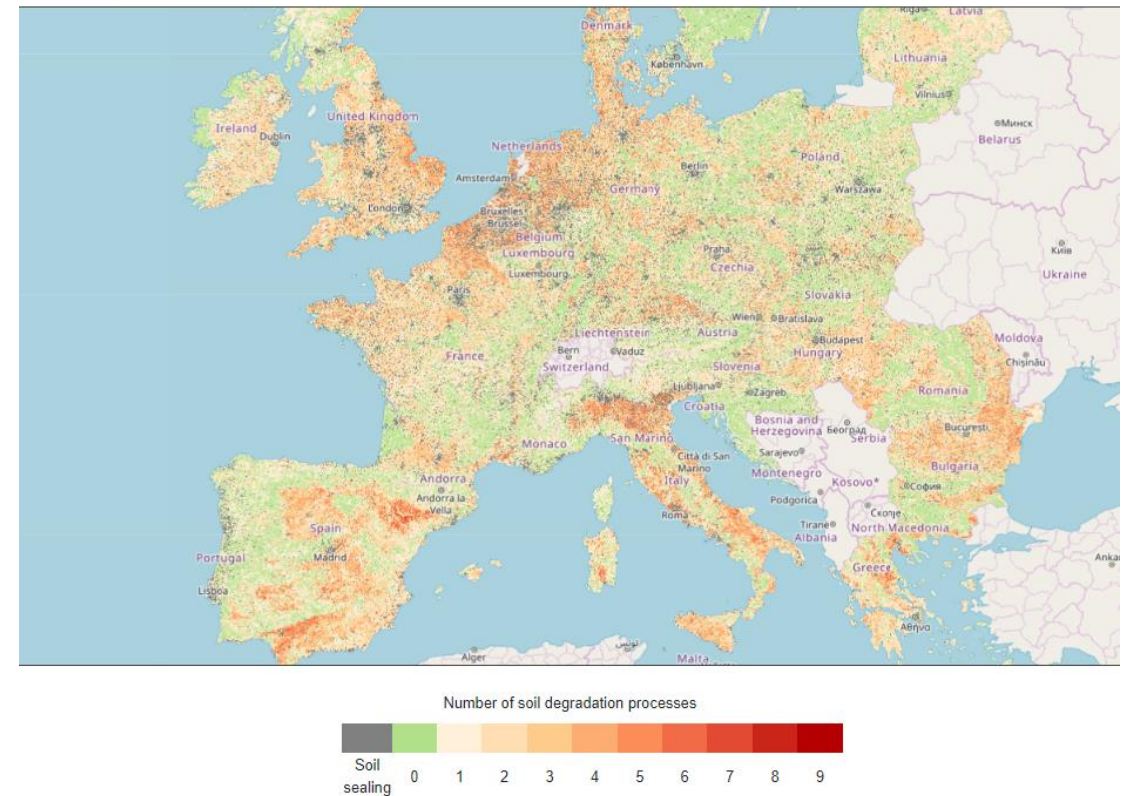 Riga
Latvia
Denmark
København
Lithuania
Vilnius
Минск
Belarus
United Kingdom
Ireland
Dublin
Netherlands
Amsterdam
Berlin
Poland
Warszawa
Germany
London
Bruxelles
Brussel
Belgium
Luxembourg
Luxembourg
Praha
Czechia
Київ
Ukraine
Paris
Slovakia
Wien
Bratislava
Liechtenstein
Austria
Budapest
Hungary
Moldova
Chișinău
France
Bern
Vaduz
Switzerland
Slovenia
Ljubljana
Zagreb
Romania
Croatia
Bosnia and
Herzegovina
Београд
Serbia
București
Monaco
San Marino
Città di San
Marino
Sarajevo
Montenegro
Kosovo*
Bulgaria
София
Andorra
Andorra la
Vella
Italy
Podgorica
Скопје
Roma
Tiranë
Albania
North Macedonia
Spain
Madrid
Portugal
Lisboa
Greece
Anka
Αθήνα
Alger
تونس
Malta
Number of soil degradation processes
Soil
sealing
0 1 2 3 4 5 6 7 8 9